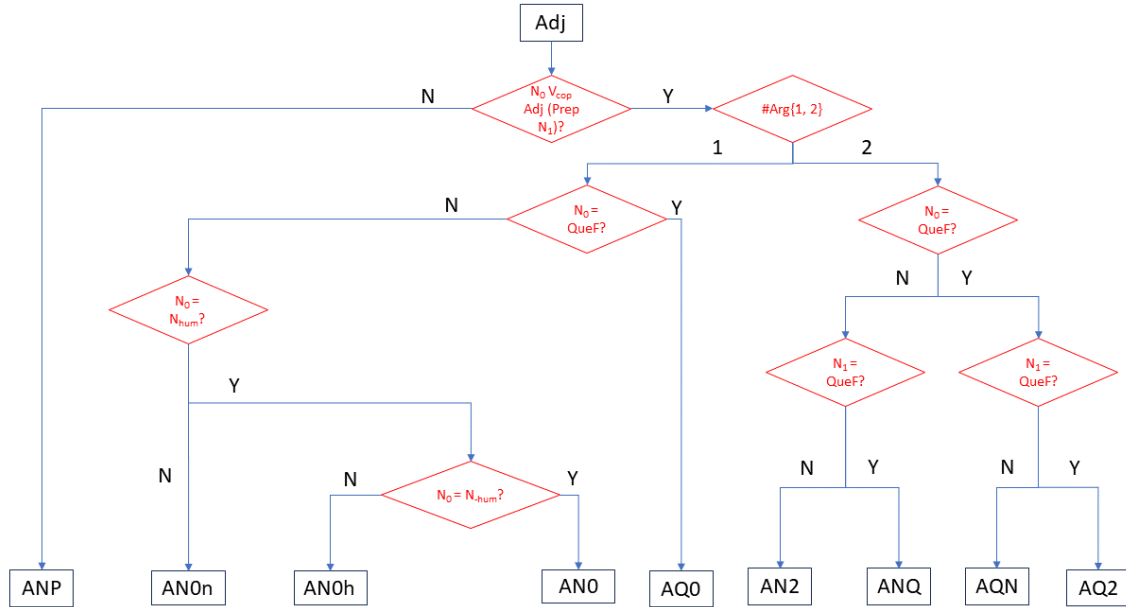 Adj
N₀ Vcop
Adj (Prep
N₁)?
N
Y
#Arg{1, 2}
1
2
N₀ =
QueF?
N
Y
N₀ =
QueF?
N
Y
N₀ =
Nhum?
N₁ =
QueF?
N₁ =
QueF?
Y
N
N₀ = N-hum?
N
Y
N
Y
N
Y
ANP
AN0n
AN0h
AN0
AQ0
AN2
ANQ
AQN
AQ2